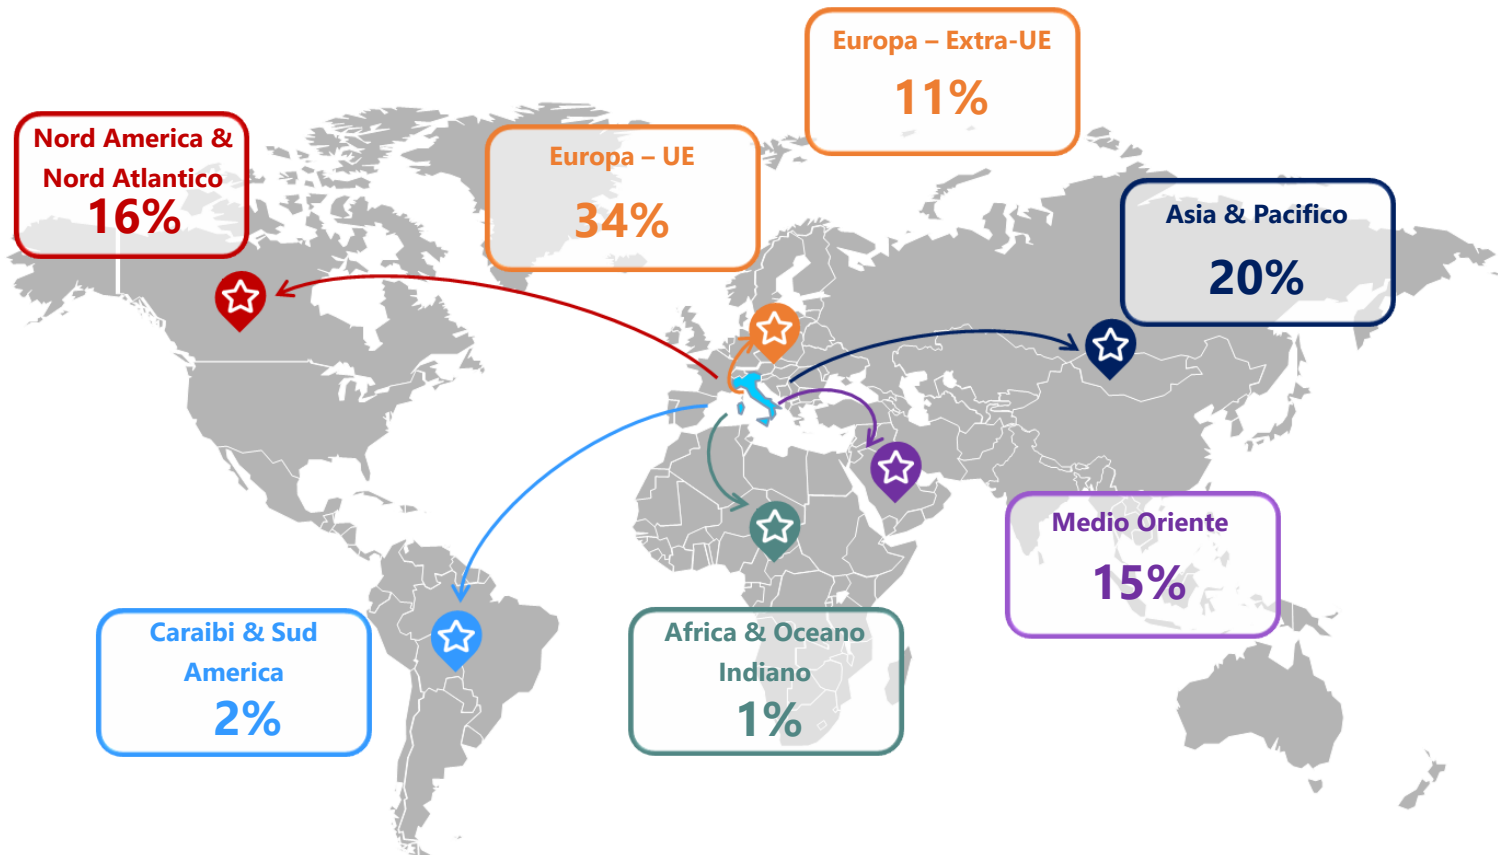 Europa – Extra-UE
11%
Nord America &
Nord Atlantico
16%
Europa – UE
34%
Asia & Pacifico
20%
Medio Oriente
15%
Caraibi & Sud
America
2%
Africa & Oceano
Indiano
1%